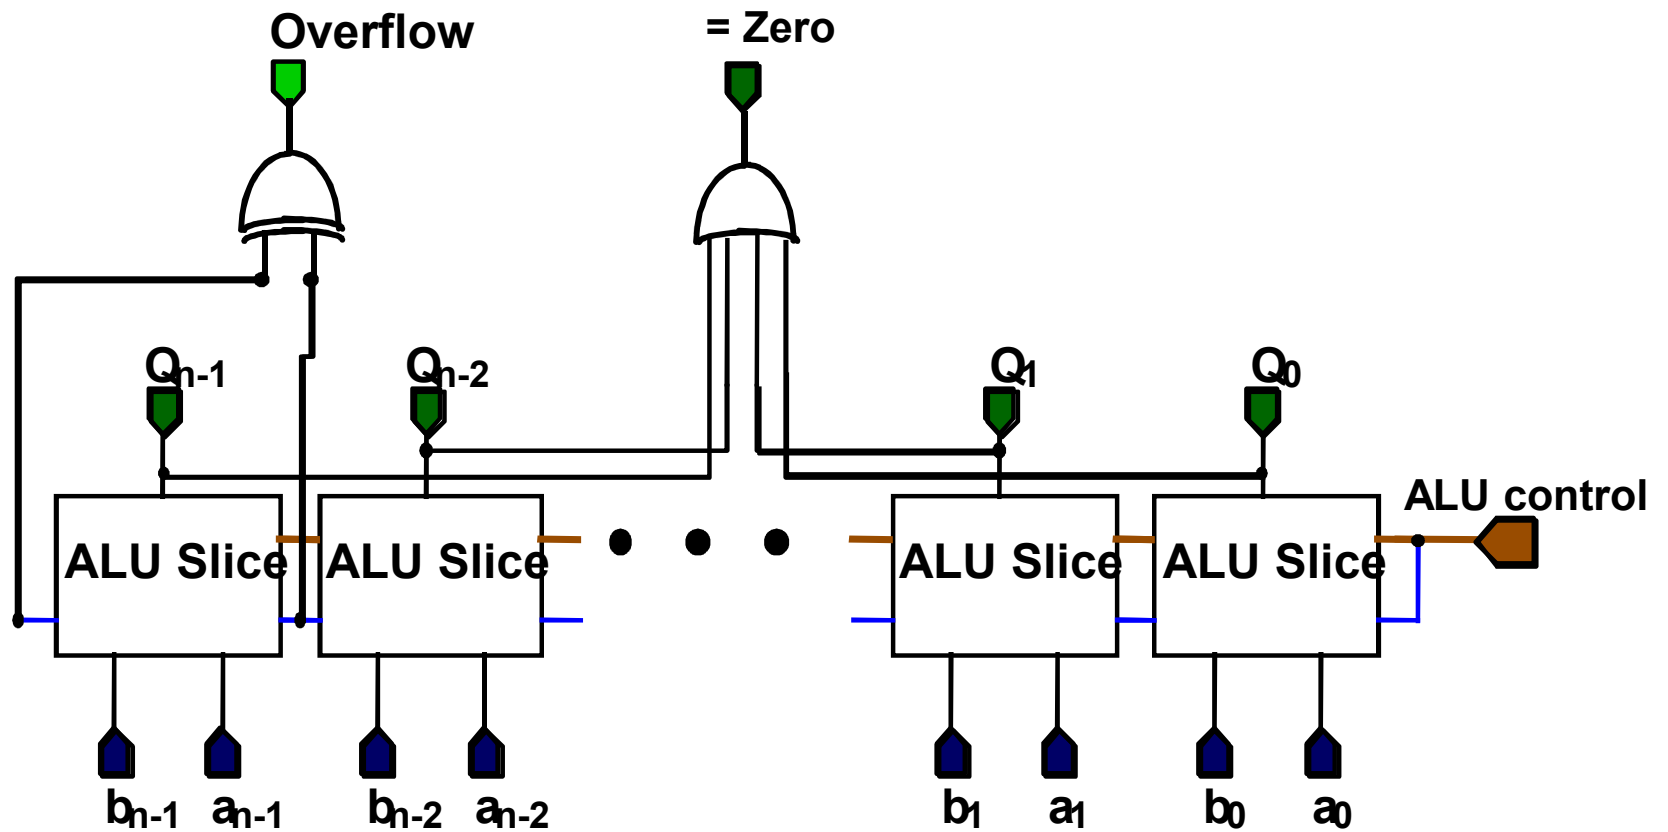 Overflow
= Zero
Qn-1
Qn-2
Q1
Q0
ALU control
ALU Slice
ALU Slice
ALU Slice
ALU Slice
bn-1
an-1
bn-2
an-2
b1
a1
b0
a0